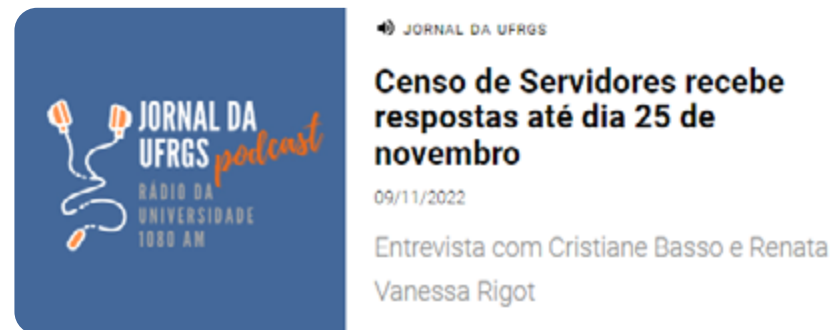 JORNAL DA
UFRGS podcast
RÁDIO DA
UNIVERSIDADE
1080 AM
JORNAL DA UFRGS
Censo de Servidores recebe
respostas até dia 25 de
novembro
09/11/2022
Entrevista com Cristiane Basso e Renata
Vanessa Rigot